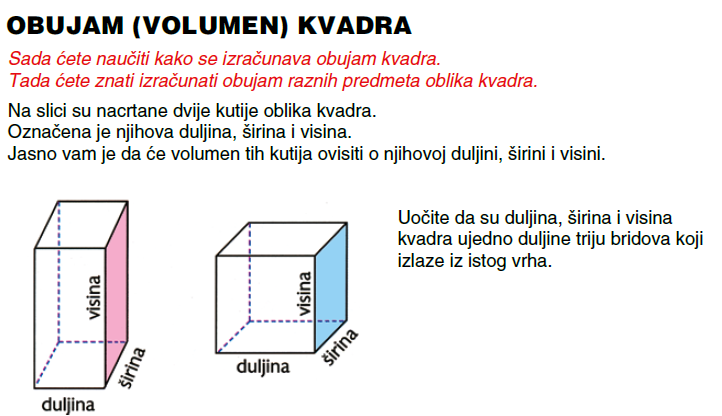 OBUJAM (VOLUMEN) KVADRA
Sada ćete naučiti kako se izračunava obujam kvadra.
Tada ćete znati izračunati obujam raznih predmeta oblika kvadra.
Na slici su nacrtane dvije kutije oblika kvadra.
Označena je njihova duljina, širina i visina.
Jasno vam je da će volumen tih kutija ovisiti o njihovoj duljini, širini i visini.
visina
širina
duljina
visina
širina
duljina
Uočite da su duljina, širina i visina
kvadra ujedno duljine triju bridova koji
izlaze iz istog vrha.